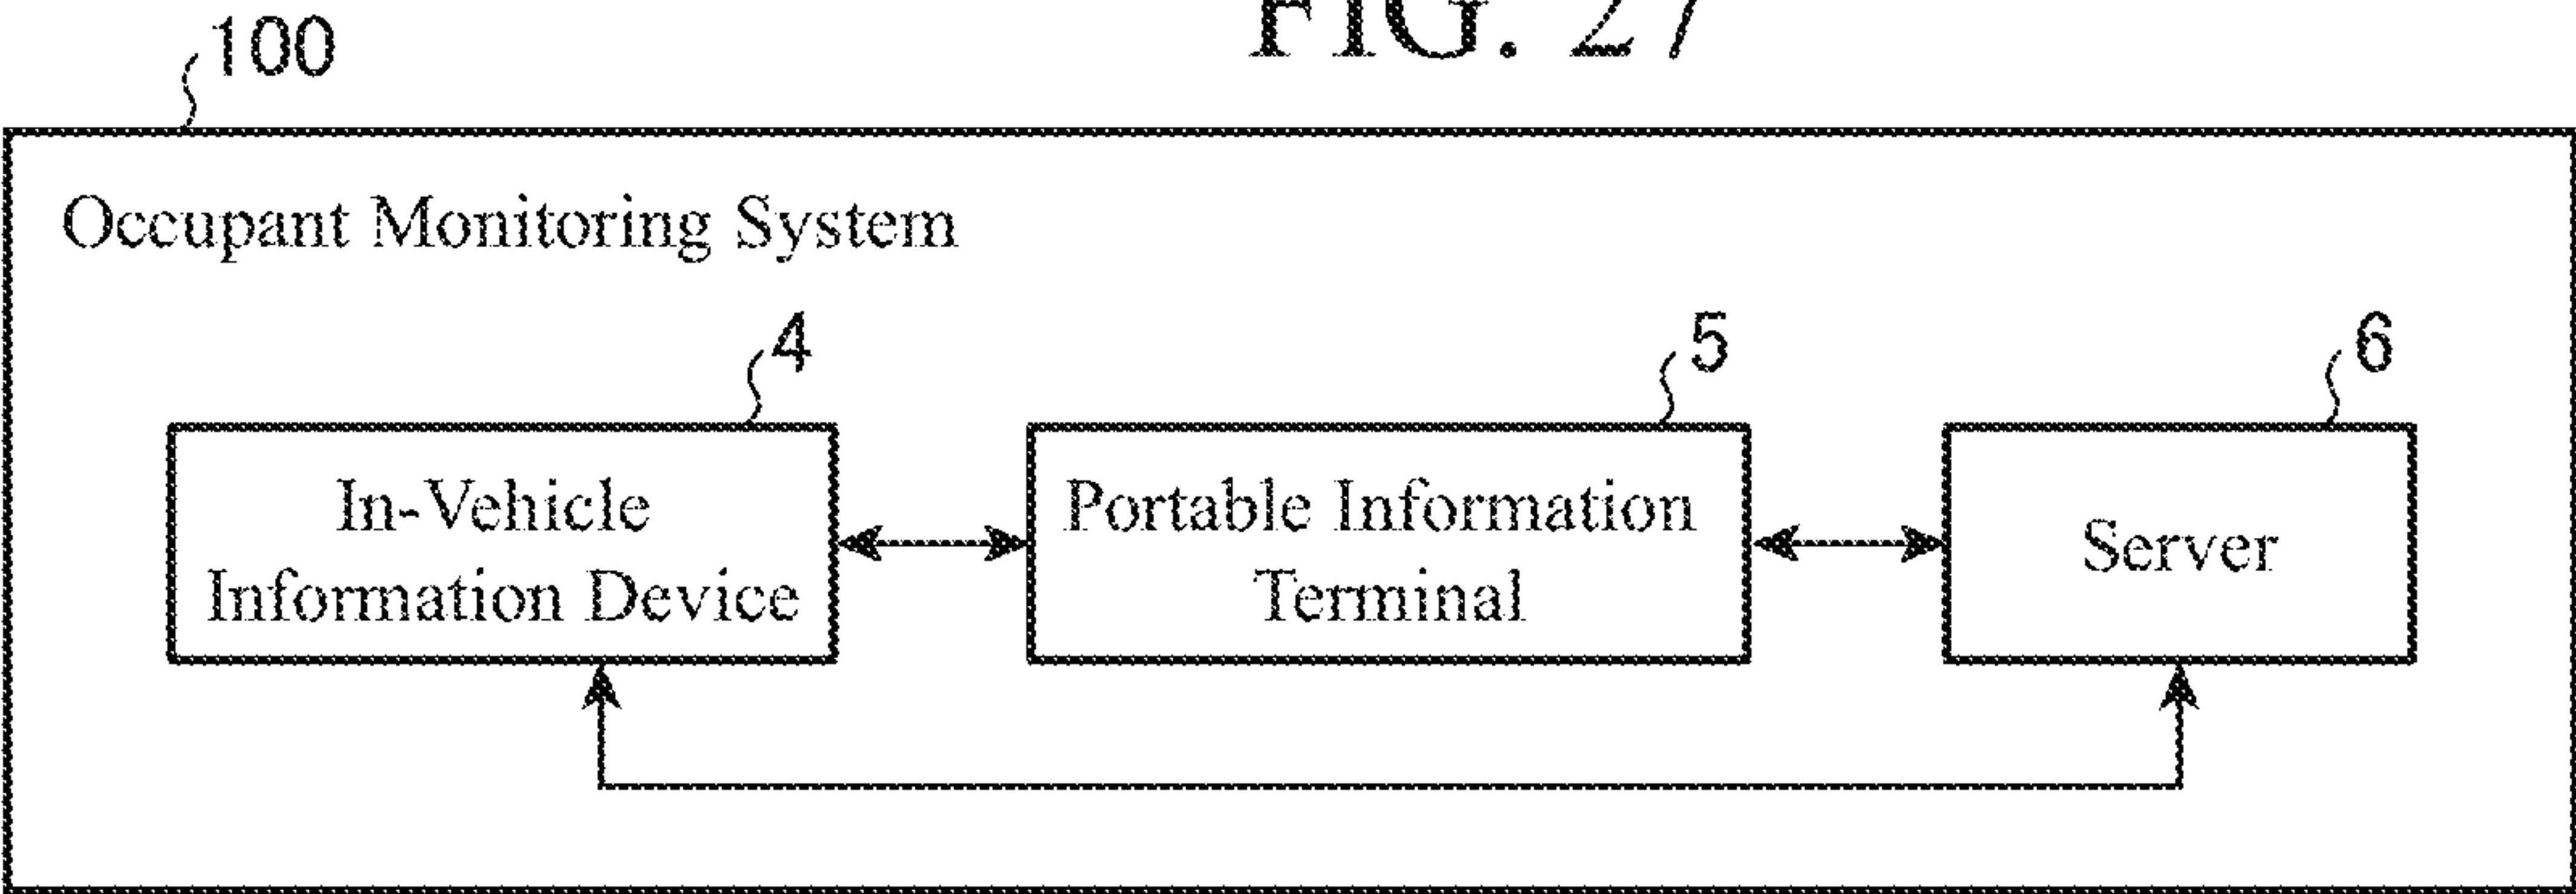 FIG. 27
100
Occupant Monitoring System
4
5
6
In-Vehicle
Information Device
Portable Information
Terminal
Server